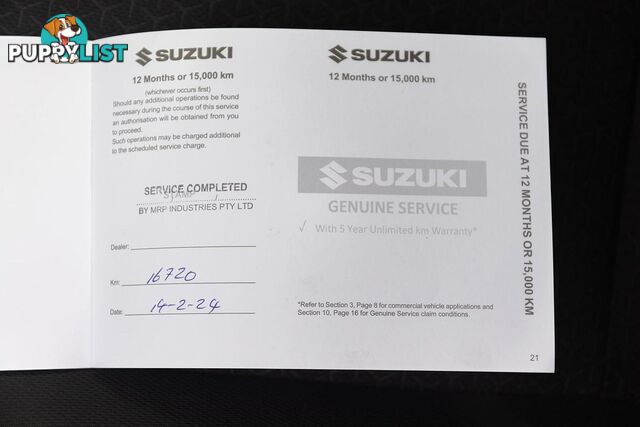 PUPPYLIST
SUZUKI
12 Months or 15,000 km
(whichever occurs first)
Should any additional operations be found
necessary during the course of this service
an authorisation will be obtained from you
to proceed.
Such operations may be charged additional
to the scheduled service charge.
SERVICE COMPLETED
STAMP
BY MRP INDUSTRIES PTY LTD
Dealer:
Km: 16720
Date: 14-2-24
SUZUKI
12 Months or 15,000 km
SUZUKI
GENUINE SERVICE
√ With 5 Year Unlimited km Warranty*
*Refer to Section 3, Page 8 for commercial vehicle applications and
Section 10, Page 16 for Genuine Service claim conditions.
SERVICE DUE AT 12 MONTHS OR 15,000 KM
21